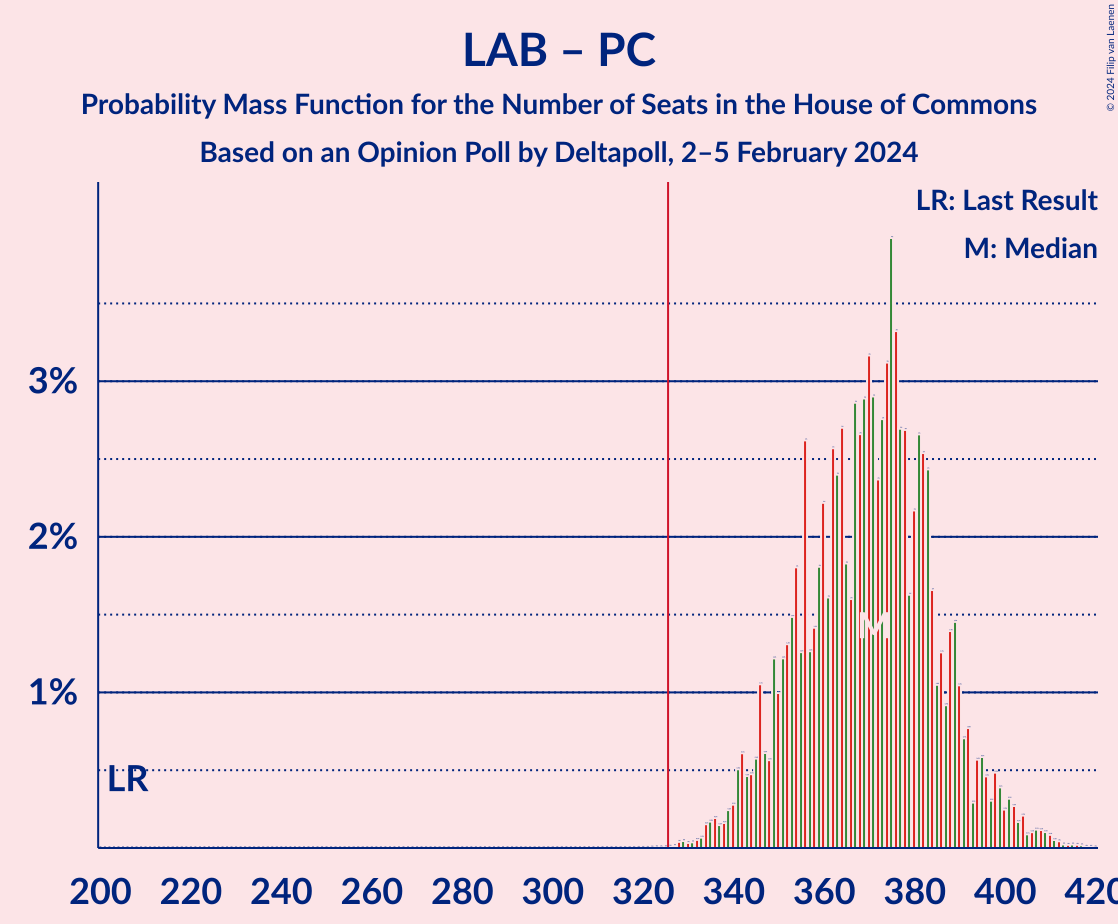 LAB – PC
Probability Mass Function for the Number of Seats in the House of Commons
Based on an Opinion Poll by Deltapoll, 2–5 February 2024
© 2024 Filip van Laenen
LR: Last Result
M: Median
3%
2%
1%
LR
M
200 220 240 260 280 300 320 340 360 380 400 420